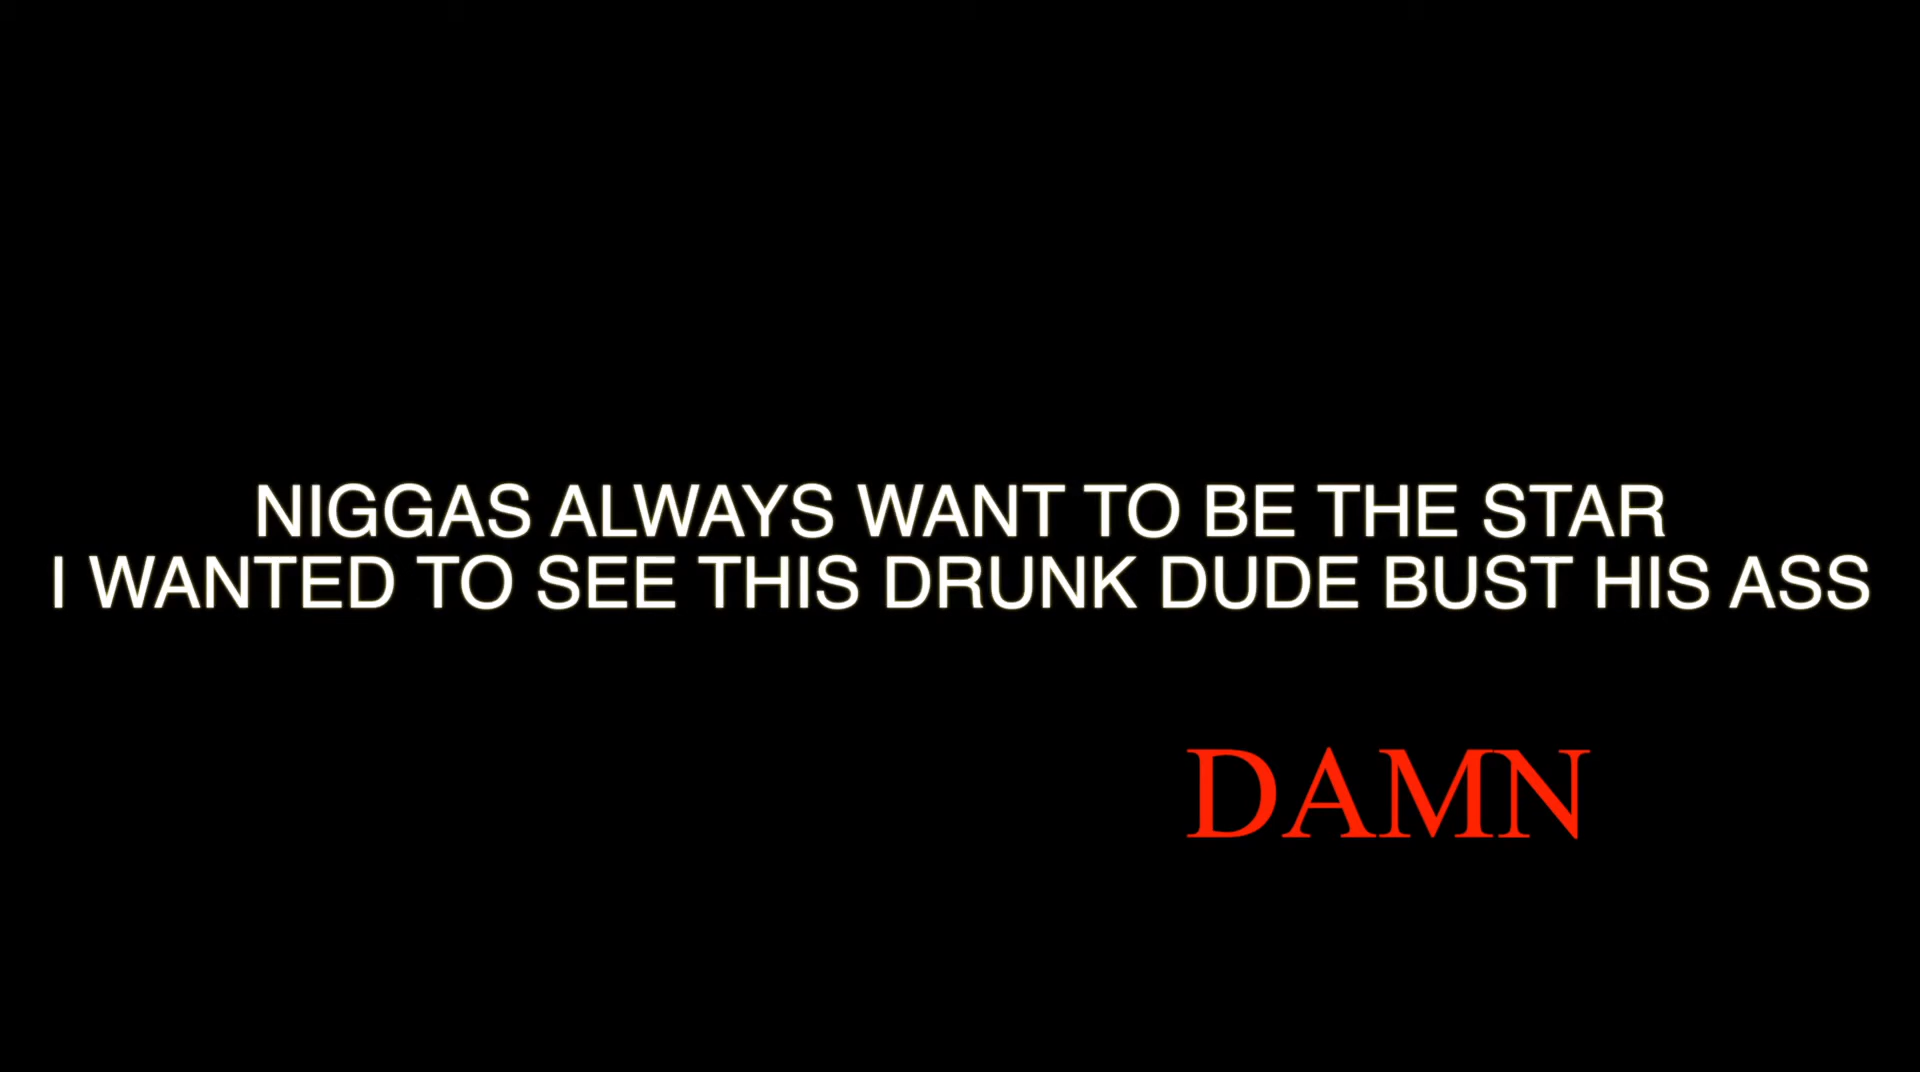 NIGGAS ALWAYS WANT TO BE THE STAR
I WANTED TO SEE THIS DRUNK DUDE BUST HIS ASS
DAMN